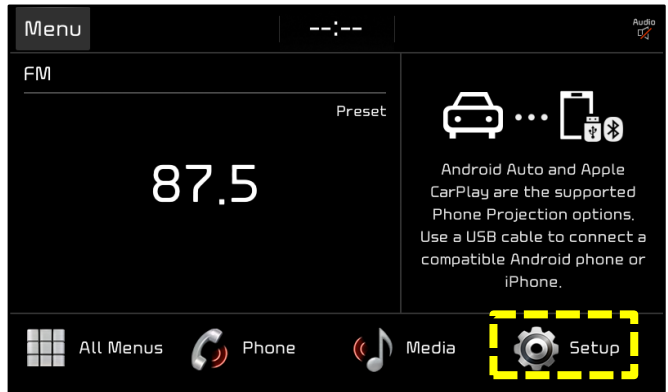 Menu
--:--
Audio
FM
Preset
87.5
Android Auto and Apple
CarPlay are the supported
Phone Projection options.
Use a USB cable to connect a
compatible Android phone or
iPhone.
All Menus
Phone
Media
Setup